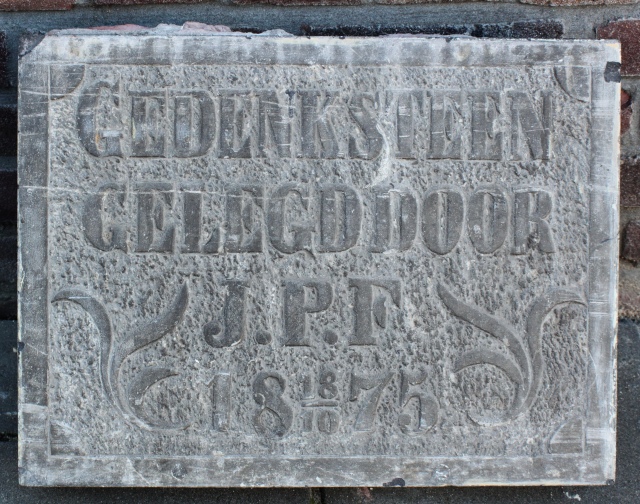 GEDENKSTEEN
GELEGD DOOR
J.P.F
18 18/10 75